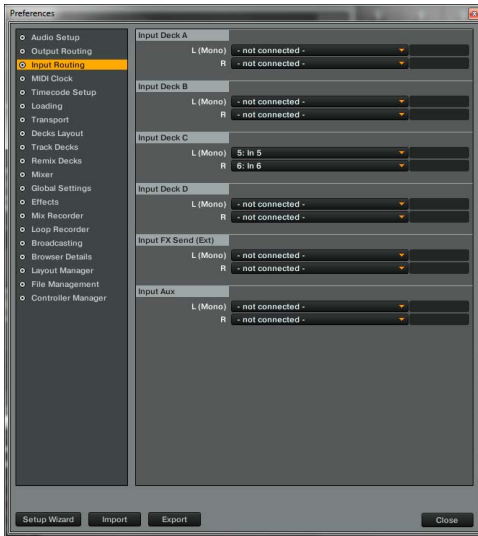 Preferences
Audio Setup
Output Routing
Input Routing
MIDI Clock
Timecode Setup
Loading
Transport
Decks Layout
Track Decks
Remix Decks
Mixer
Global Settings
Effects
Mix Recorder
Loop Recorder
Broadcasting
Browser Details
Layout Manager
File Management
Controller Manager
Input Deck A
L (Mono) - not connected -
R - not connected -
Input Deck B
L (Mono) - not connected -
R - not connected -
Input Deck C
L (Mono) 5: In 5
R 6: In 6
Input Deck D
L (Mono) - not connected -
R - not connected -
Input FX Send (Ext)
L (Mono) - not connected -
R - not connected -
Input Aux
L (Mono) - not connected -
R - not connected -
Setup Wizard Import Export Close